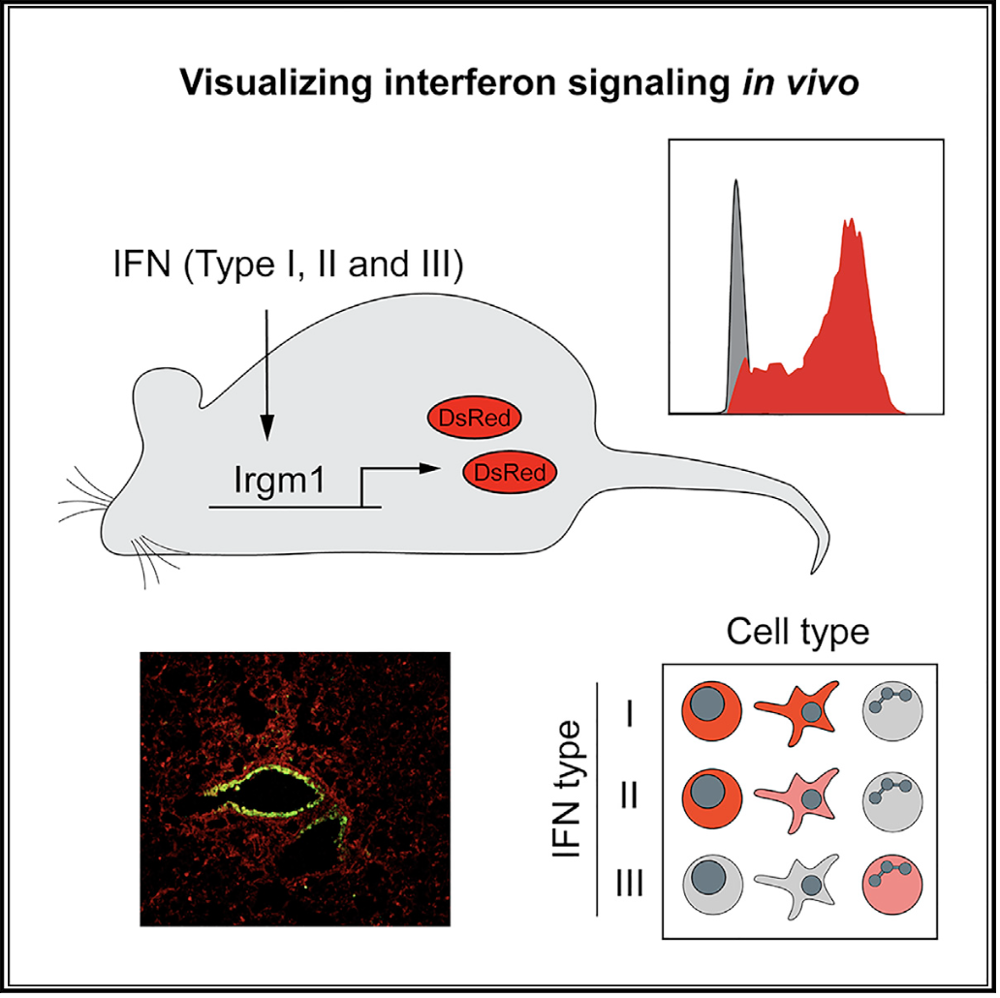 Visualizing interferon signaling in vivo
IFN (Type I, II and III)
Irgm1
DsRed
DsRed
Cell type
IFN type
I
II
III